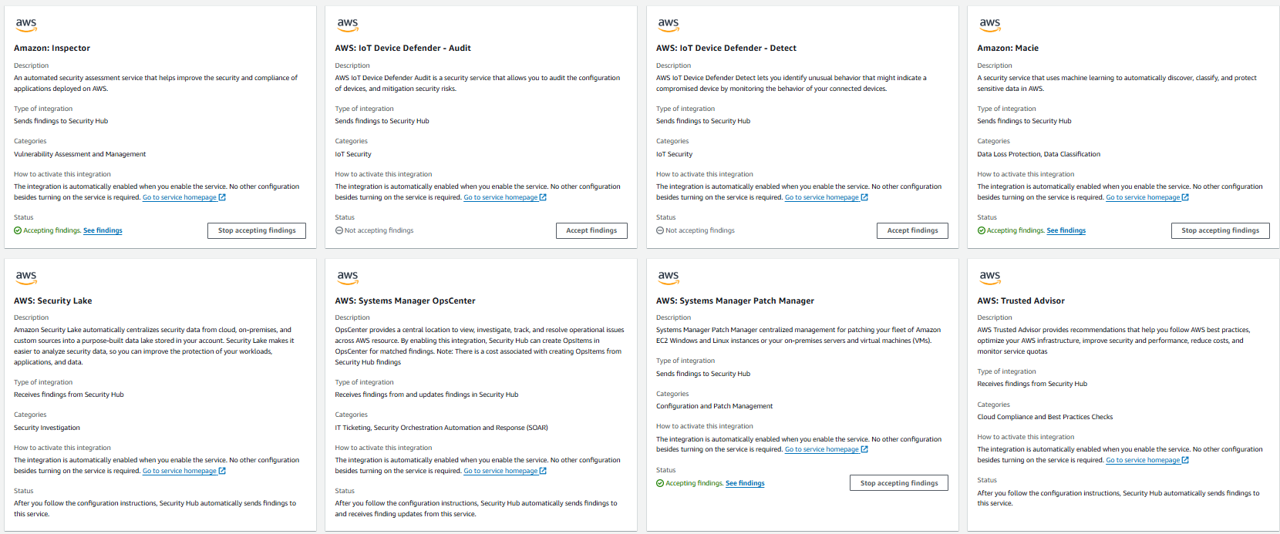 aws
Amazon: Inspector
Description
An automated security assessment service that helps improve the security and compliance of
applications deployed on AWS.
Type of integration
Sends findings to Security Hub
Categories
Vulnerability Assessment and Management
How to activate this integration
The integration is automatically enabled when you enable the service. No other configuration
besides turning on the service is required. Go to service homepage
Status
Accepting findings. See findings
Stop accepting findings
aws
AWS: IoT Device Defender - Audit
Description
AWS IoT Device Defender Audit is a security service that allows you to audit the configuration
of devices, and mitigation security risks.
Type of integration
Sends findings to Security Hub
Categories
IoT Security
How to activate this integration
The integration is automatically enabled when you enable the service. No other configuration
besides turning on the service is required. Go to service homepage
Status
Not accepting findings
Accept findings
aws
AWS: IoT Device Defender - Detect
Description
AWS IoT Device Defender Detect lets you identify unusual behavior that might indicate a
compromised device by monitoring the behavior of your connected devices.
Type of integration
Sends findings to Security Hub
Categories
IoT Security
How to activate this integration
The integration is automatically enabled when you enable the service. No other configuration
besides turning on the service is required. Go to service homepage
Status
Not accepting findings
Accept findings
aws
Amazon: Macie
Description
A security service that uses machine learning to automatically discover, classify, and protect
sensitive data in AWS.
Type of integration
Sends findings to Security Hub
Categories
Data Loss Protection, Data Classification
How to activate this integration
The integration is automatically enabled when you enable the service. No other configuration
besides turning on the service is required. Go to service homepage
Status
Accepting findings. See findings
Stop accepting findings
aws
AWS: Security Lake
Description
Amazon Security Lake automatically centralizes security data from cloud, on-premises, and
custom sources into a purpose-built data lake stored in your account. Security Lake makes it
easier to analyze security data, so you can improve the protection of your workloads,
applications, and data.
Type of integration
Receives findings from Security Hub
Categories
Security Investigation
How to activate this integration
The integration is automatically enabled when you enable the service. No other configuration
besides turning on the service is required. Go to service homepage
Status
After you follow the configuration instructions, Security Hub automatically sends findings to
this service.
aws
AWS: Systems Manager OpsCenter
Description
OpsCenter provides a central location to view, investigate, track, and resolve operational issues
across AWS resource. By enabling this integration, Security Hub can create OpsItems in
OpsCenter for matched findings. Note: There is a cost associated with creating OpsItems from
Security Hub findings
Type of integration
Receives findings from and updates findings in Security Hub
Categories
IT Ticketing, Security Orchestration Automation and Response (SOAR)
How to activate this integration
The integration is automatically enabled when you enable the service. No other configuration
besides turning on the service is required. Go to service homepage
Status
After you follow the configuration instructions, Security Hub automatically sends findings to
and receives finding updates from this service.
aws
AWS: Systems Manager Patch Manager
Description
Systems Manager Patch Manager centralized management for patching your fleet of Amazon
EC2 Windows and Linux instances or your on-premises servers and virtual machines (VMs).
Type of integration
Sends findings to Security Hub
Categories
Configuration and Patch Management
How to activate this integration
The integration is automatically enabled when you enable the service. No other configuration
besides turning on the service is required. Go to service homepage
Status
Accepting findings. See findings
Stop accepting findings
aws
AWS: Trusted Advisor
Description
AWS Trusted Advisor provides recommendations that help you follow AWS best practices,
optimize your AWS infrastructure, improve security and performance, reduce costs, and
monitor service quotas
Type of integration
Receives findings from Security Hub
Categories
Cloud Compliance and Best Practices Checks
How to activate this integration
The integration is automatically enabled when you enable the service. No other configuration
besides turning on the service is required. Go to service homepage
Status
After you follow the configuration instructions, Security Hub automatically sends findings to
this service.